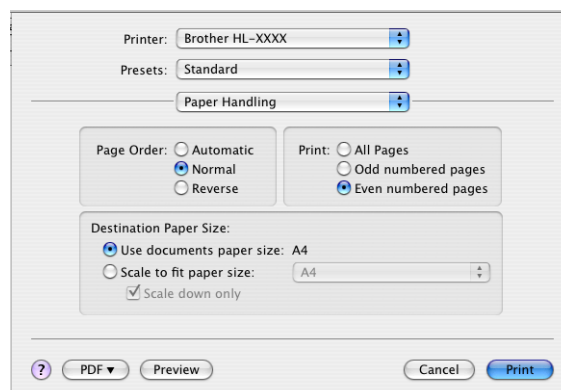 Printer: Brother HL-XXXX
Presets: Standard
Paper Handling
Page Order: Automatic
Normal
Reverse
Print: All Pages
Odd numbered pages
Even numbered pages
Destination Paper Size:
Use documents paper size: A4
Scale to fit paper size: A4
Scale down only
? PDF ▼ Preview Cancel Print